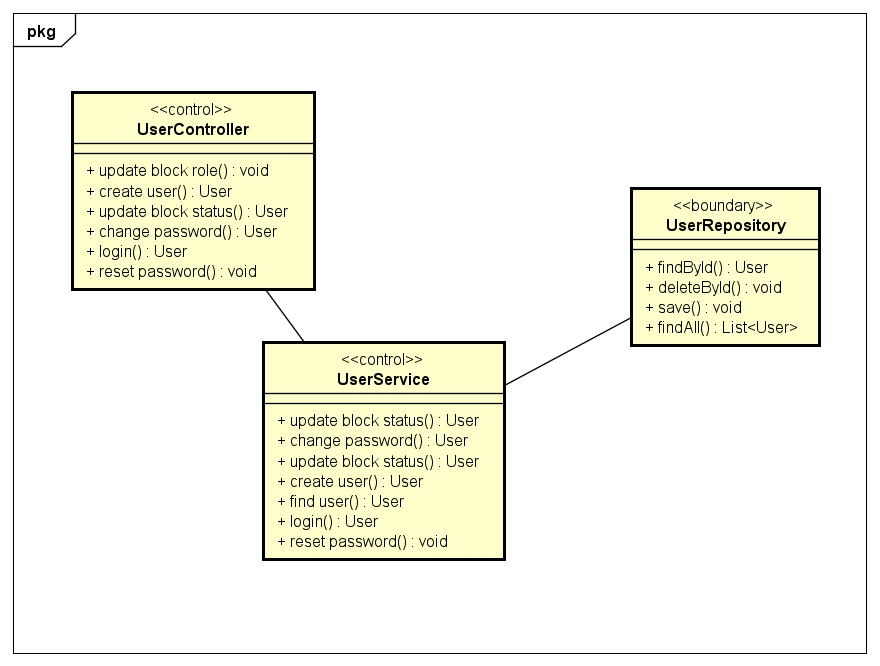 pkg
<<control>>
UserController
+ update block role() : void
+ create user() : User
+ update block status() : User
+ change password() : User
+ login() : User
+ reset password() : void
<<boundary>>
UserRepository
+ findById() : User
+ deleteById() : void
+ save() : void
+ findAll() : List<User>
<<control>>
UserService
+ update block status() : User
+ change password() : User
+ update block status() : User
+ create user() : User
+ find user() : User
+ login() : User
+ reset password() : void